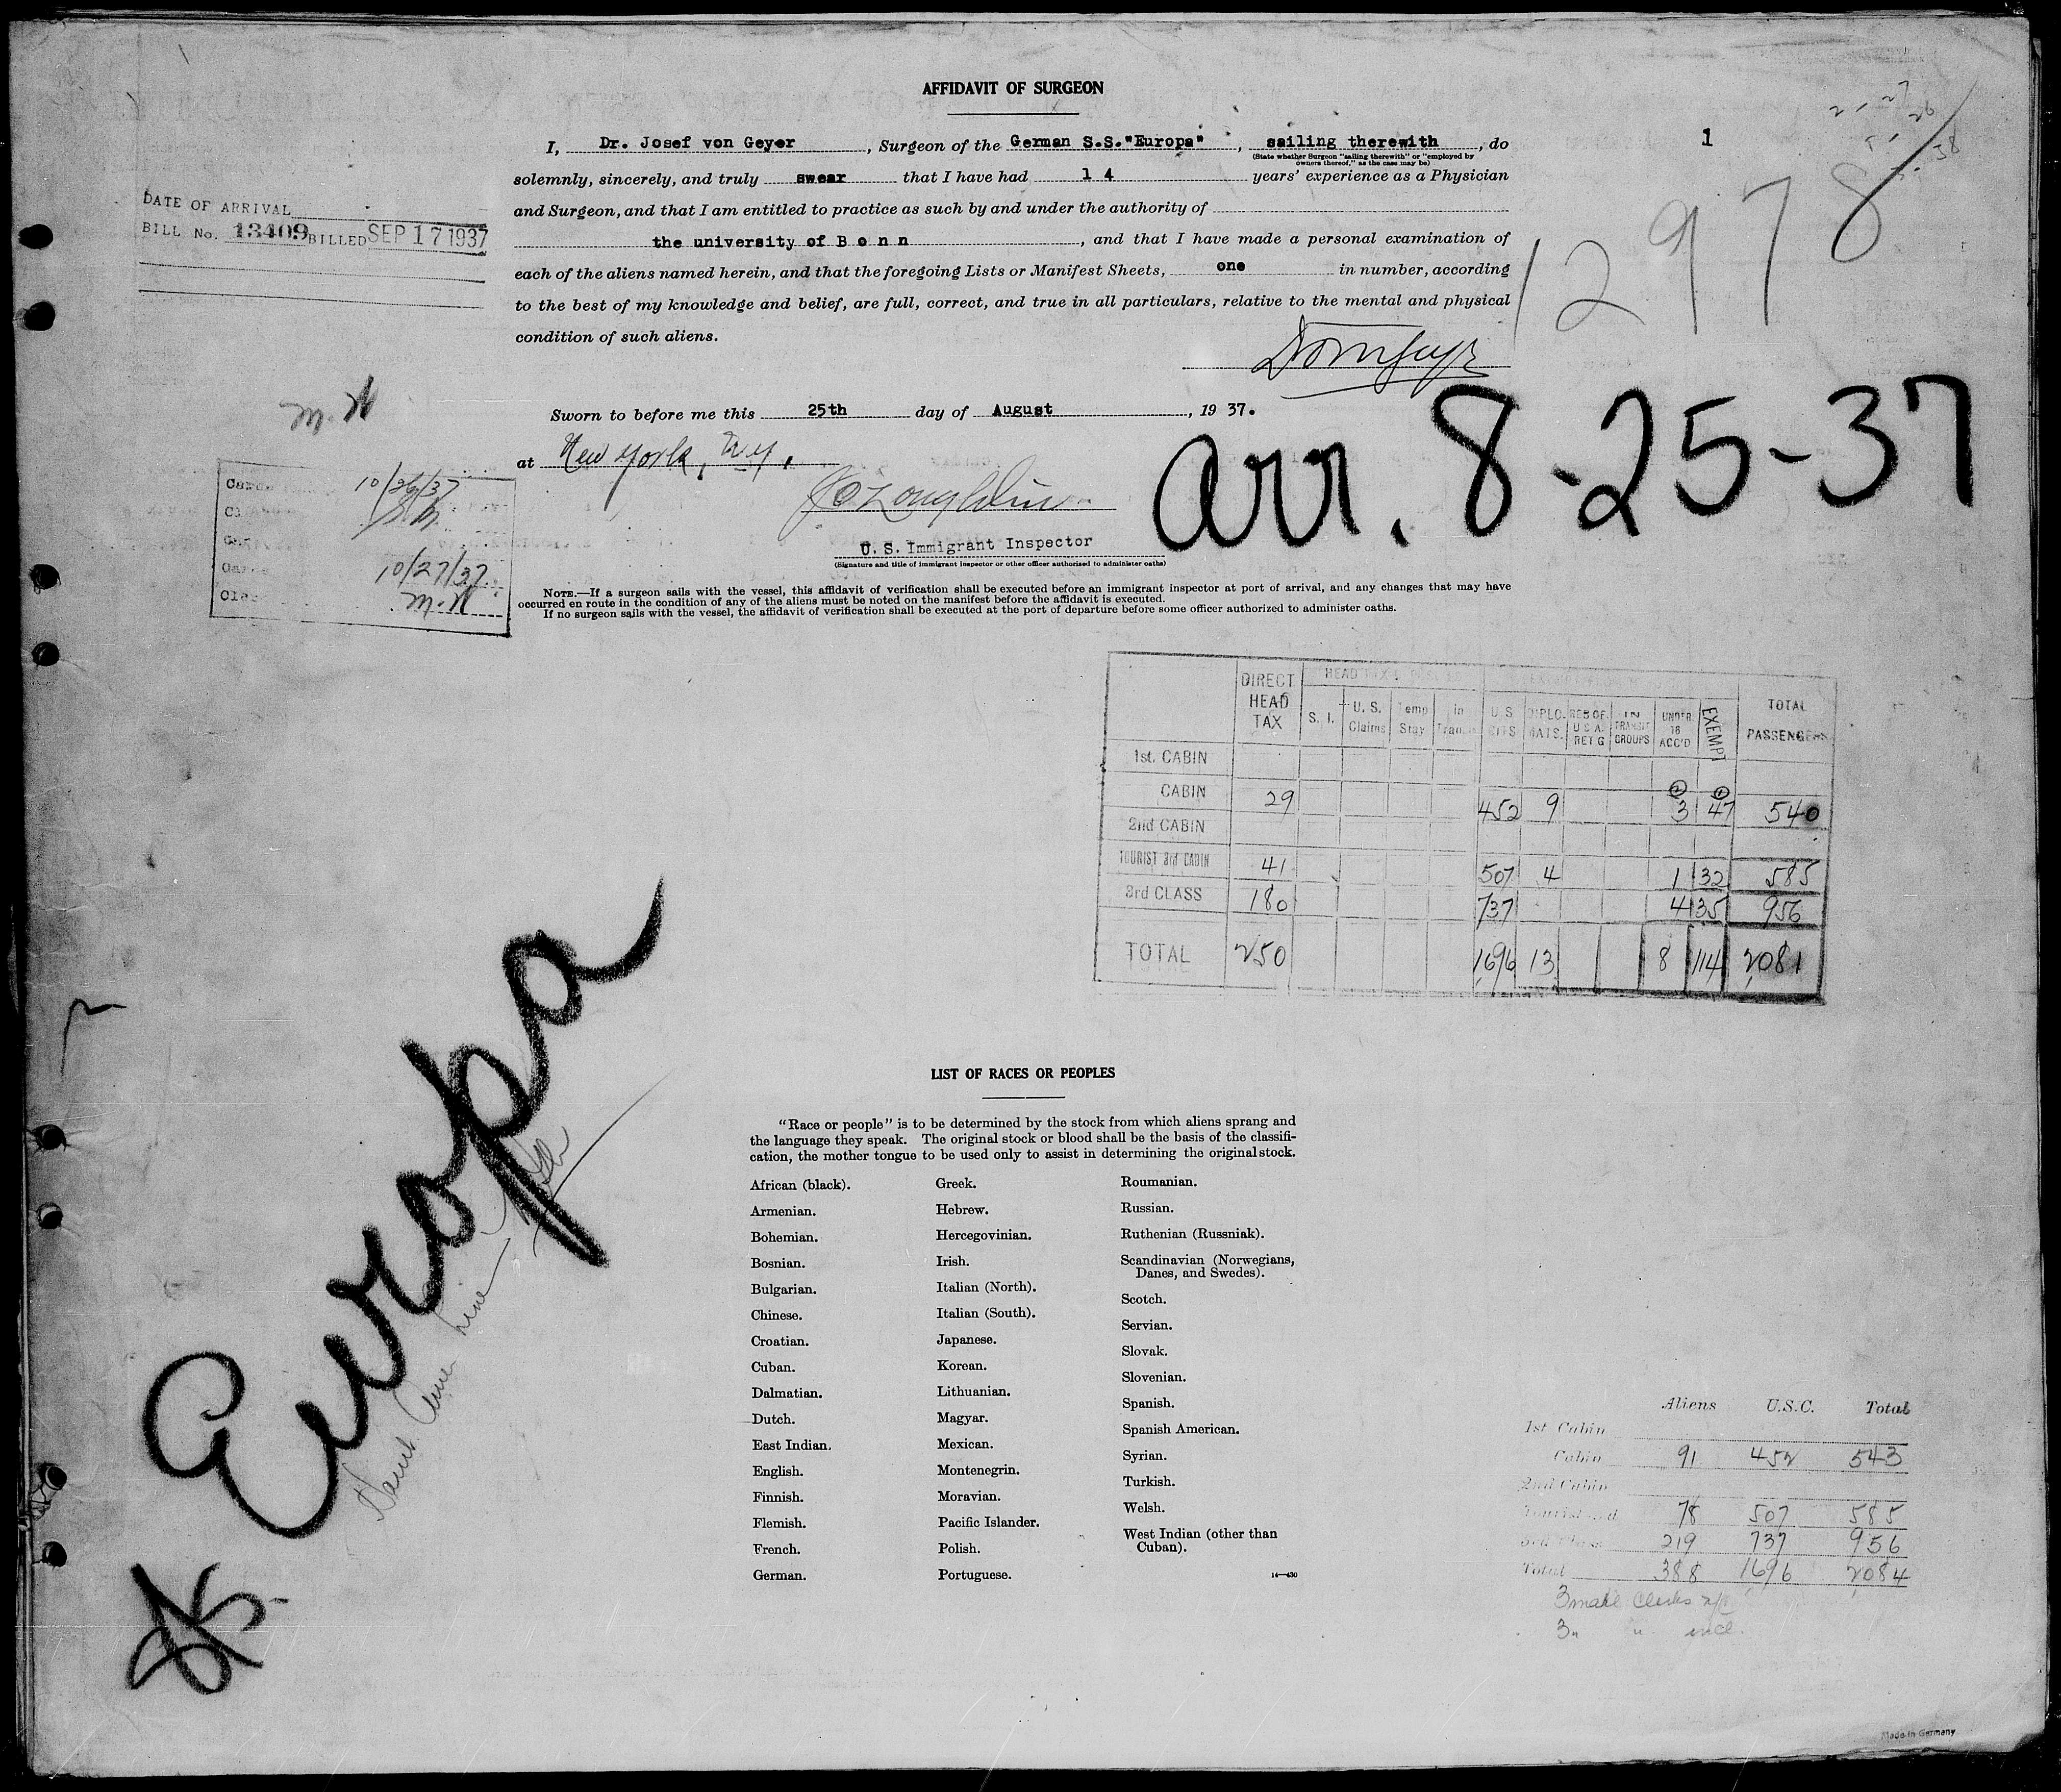 AFFIDAVIT OF SURGEON
I, Dr. Josef von Geyer, Surgeon of the German S.S."Europa", sailing therewith, do
(State whether Surgeon "sailing therewith" or "employed by
owners thereof," as the case may be)
solemnly, sincerely, and truly swear that I have had 1 4 years' experience as a Physician
and Surgeon, and that I am entitled to practice as such by and under the authority of
the university of B o n n, and that I have made a personal examination of
each of the aliens named herein, and that the foregoing Lists or Manifest Sheets, one in number, according
to the best of my knowledge and belief, are full, correct, and true in all particulars, relative to the mental and physical
condition of such aliens.
1
12978
DATE OF ARRIVAL
BILL No. 13409 BILLED SEP 17 1937
Sworn to before me this 25th day of August, 19 37.
at New York, N.Y.
arr. 8-25-37
U. S. Immigrant Inspector
(Signature and title of immigrant inspector or other officer authorized to administer oaths)
M. H
10/26/37
10/27/37
M. H
NOTE.—If a surgeon sails with the vessel, this affidavit of verification shall be executed before an immigrant inspector at port of arrival, and any changes that may have
occurred en route in the condition of any of the aliens must be noted on the manifest before the affidavit is executed.
If no surgeon sails with the vessel, the affidavit of verification shall be executed at the port of departure before some officer authorized to administer oaths.
DIRECT HEAD TAX S. I. U. S. Claims Temp Stay In Trans. U S CITS DIPLO. MATS. RES OF U S A. RET G IN TRANSIT GROUPS UNDER 16 ACC'D EXEMPT TOTAL PASSENGERS
1st. CABIN
CABIN 29 452 9 3 47 540
2nd CABIN
TOURIST 3rd CABIN 41 507 4 1 32 585
3rd CLASS 180 737 4 35 956
TOTAL 250 1696 13 8 114 2081
SS. Europa
LIST OF RACES OR PEOPLES
"Race or people" is to be determined by the stock from which aliens sprang and
the language they speak. The original stock or blood shall be the basis of the classifi-
cation, the mother tongue to be used only to assist in determining the original stock.
African (black).
Armenian.
Bohemian.
Bosnian.
Bulgarian.
Chinese.
Croatian.
Cuban.
Dalmatian.
Dutch.
East Indian.
English.
Finnish.
Flemish.
French.
German.
Greek.
Hebrew.
Hercegovinian.
Irish.
Italian (North).
Italian (South).
Japanese.
Korean.
Lithuanian.
Magyar.
Mexican.
Montenegrin.
Moravian.
Pacific Islander.
Polish.
Portuguese.
Roumanian.
Russian.
Ruthenian (Russniak).
Scandinavian (Norwegians,
Danes, and Swedes).
Scotch.
Servian.
Slovak.
Slovenian.
Spanish.
Spanish American.
Syrian.
Turkish.
Welsh.
West Indian (other than
Cuban).
14—430
Aliens U.S.C. Total
1st Cabin
Cabin 91 452 543
2nd Cabin
78 507 585
219 737 956
Total 388 1696 2084
3 mail Clerks
Made in Germany